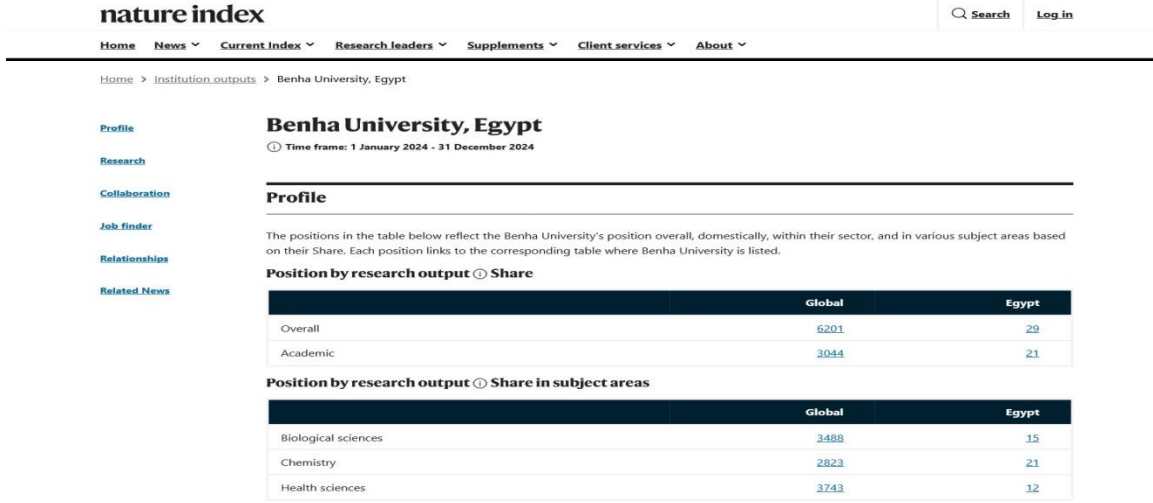 nature index
Search Log in
Home News Current Index Research leaders Supplements Client services About
Home > Institution outputs > Benha University, Egypt
Profile
Research
Collaboration
Job finder
Relationships
Related News
Benha University, Egypt
Time frame: 1 January 2024 - 31 December 2024
Profile
The positions in the table below reflect the Benha University's position overall, domestically, within their sector, and in various subject areas based
on their Share. Each position links to the corresponding table where Benha University is listed.
Position by research output Share
Global Egypt
Overall 6201 29
Academic 3044 21
Position by research output Share in subject areas
Global Egypt
Biological sciences 3488 15
Chemistry 2823 21
Health sciences 3743 12